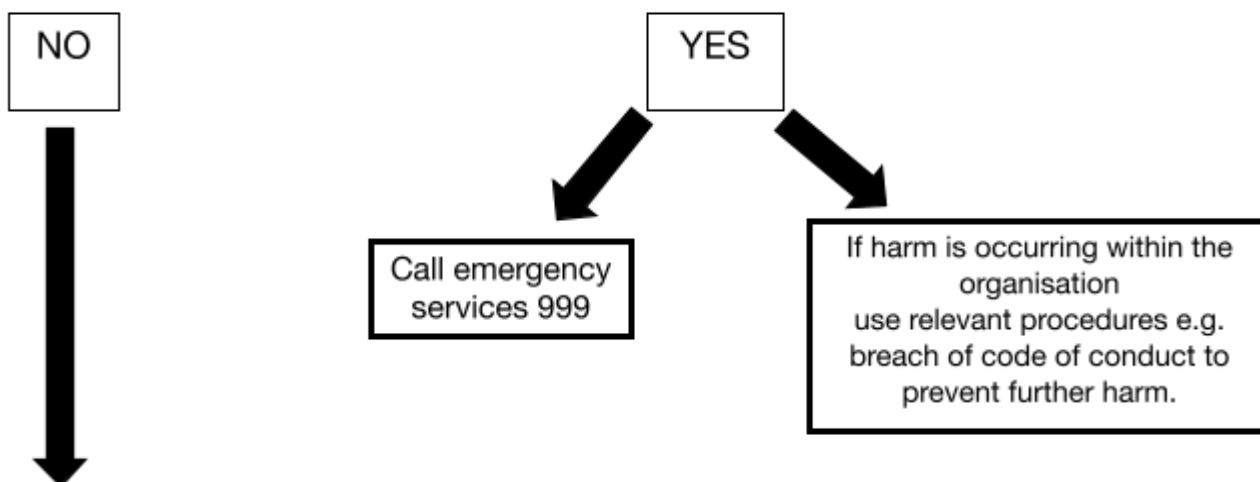 NO
YES
Call emergency
services 999
If harm is occurring within the
organisation
use relevant procedures e.g.
breach of code of conduct to
prevent further harm.